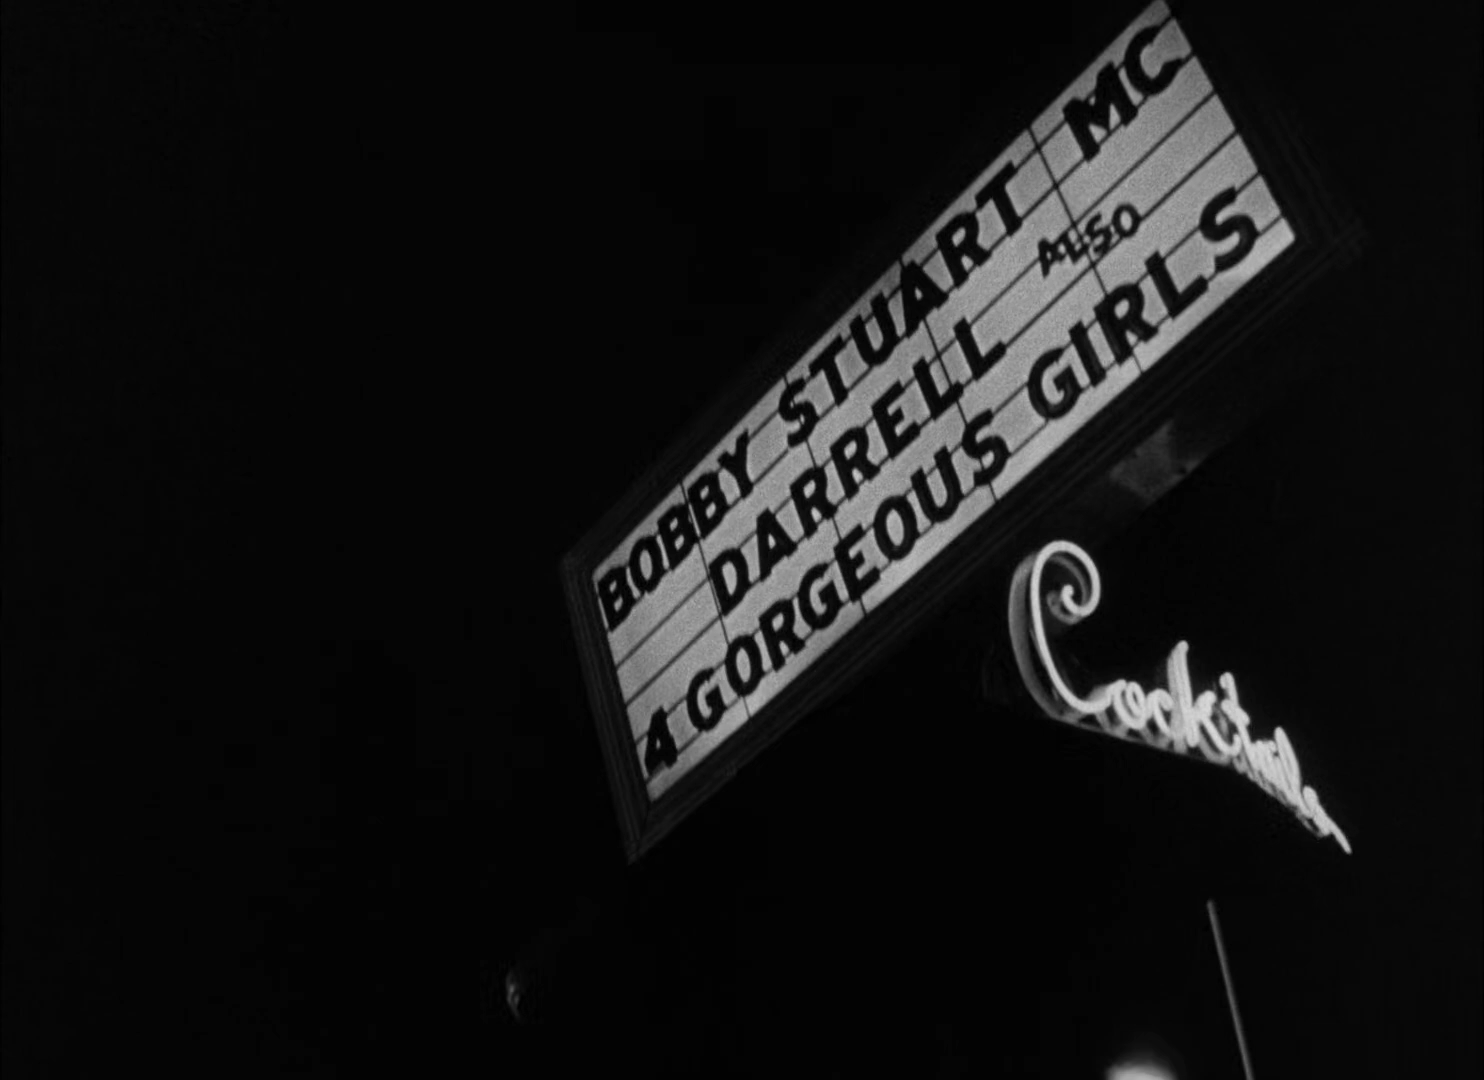 BOBBY STUART MC
ALSO
DARRELL
4 GORGEOUS GIRLS
Cocktails